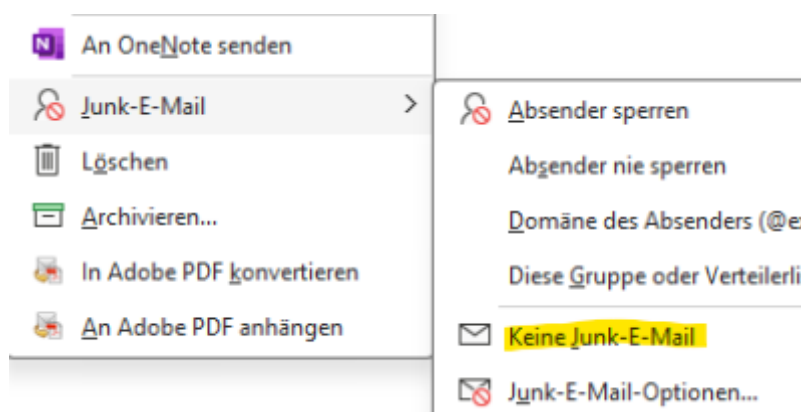 An OneNote senden
Junk-E-Mail
Löschen
Archivieren...
In Adobe PDF konvertieren
An Adobe PDF anhängen
Absender sperren
Absender nie sperren
Domäne des Absenders (@e
Diese Gruppe oder Verteilerli
Keine Junk-E-Mail
Junk-E-Mail-Optionen...